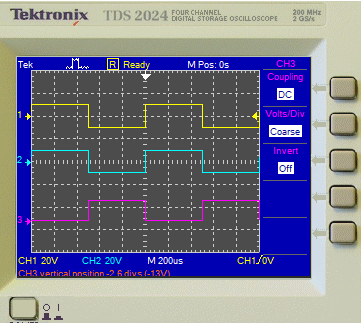 Tektronix TDS 2024 FOUR CHANNEL DIGITAL STORAGE OSCILLOSCOPE 200 MHz 2 GS/s
Tek R Ready M Pos: 0s CH3
Coupling
DC
Volts/Div
Coarse
Invert
Off
1
2
3
CH1 20V CH2 20V M 200us CH1/0V
CH3 vertical position -2.6 divs (-13V)